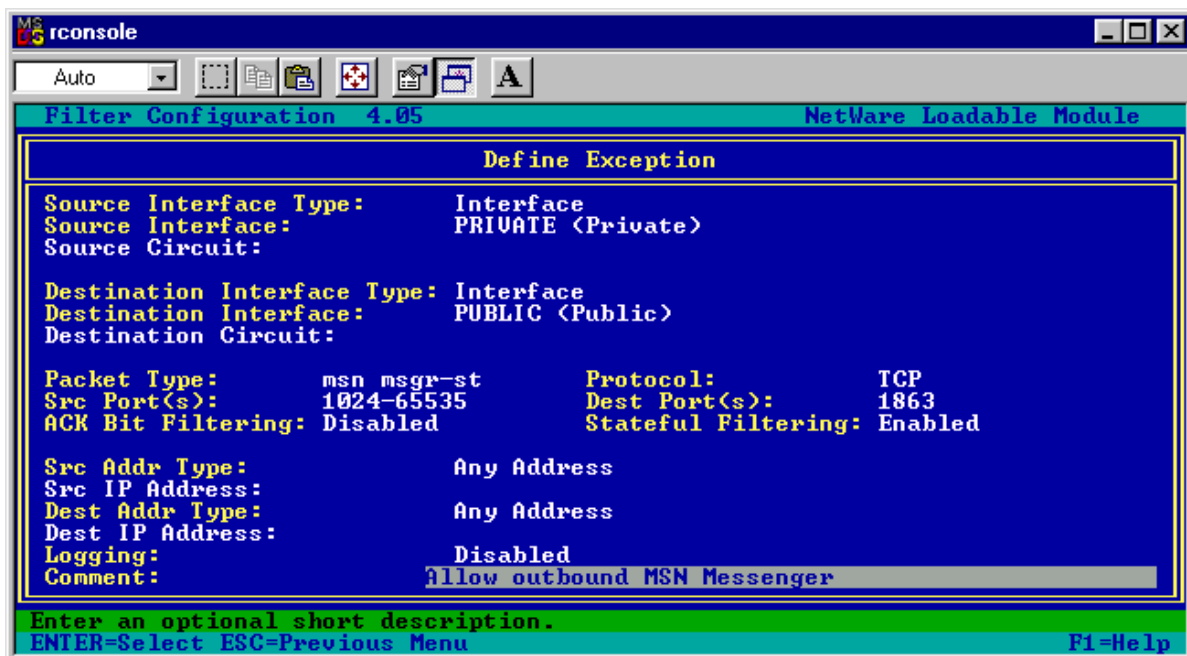 MS DOS rconsole
Auto A
Filter Configuration 4.05 NetWare Loadable Module
Define Exception
Source Interface Type: Interface
Source Interface: PRIVATE (Private)
Source Circuit:
Destination Interface Type: Interface
Destination Interface: PUBLIC (Public)
Destination Circuit:
Packet Type: msn msgr-st Protocol: TCP
Src Port(s): 1024-65535 Dest Port(s): 1863
ACK Bit Filtering: Disabled Stateful Filtering: Enabled
Src Addr Type: Any Address
Src IP Address:
Dest Addr Type: Any Address
Dest IP Address:
Logging: Disabled
Comment: Allow outbound MSN Messenger
Enter an optional short description.
ENTER=Select ESC=Previous Menu F1=Help